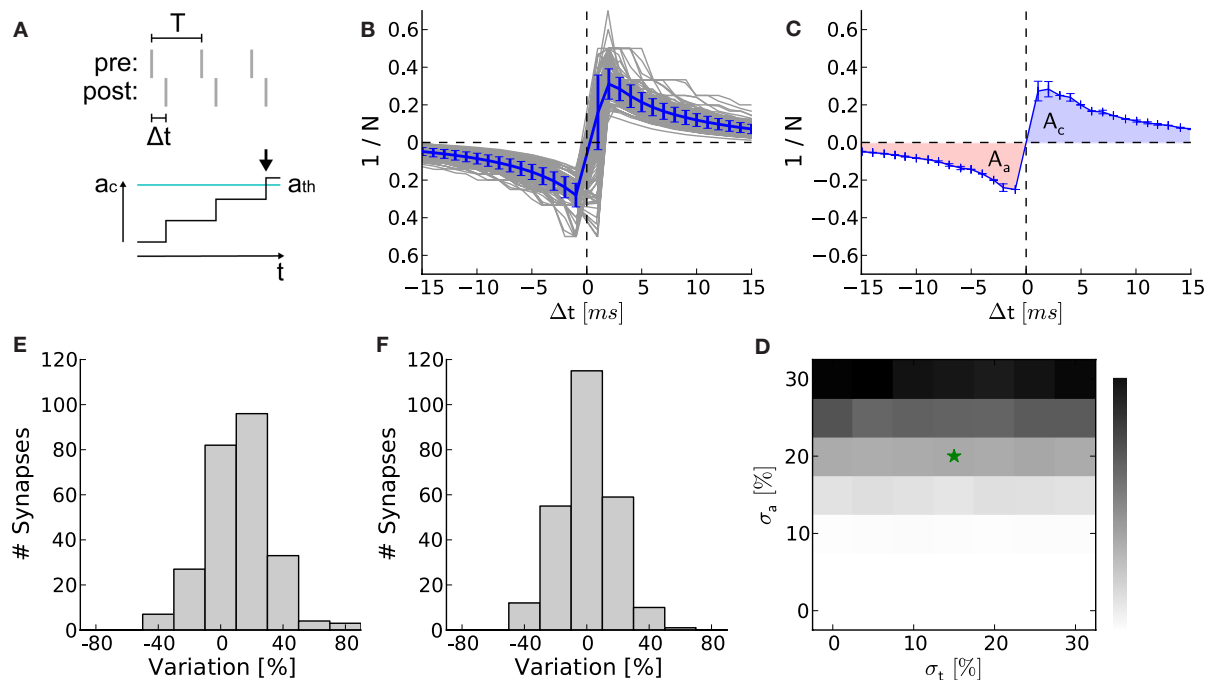 A
T
pre:
post:
Δt
a_c
a_th
t
B
1 / N
0.6
0.4
0.2
0.0
−0.2
−0.4
0.6
−15 −10 −5 0 5 10 15
Δt [ms]
C
1 / N
0.6
0.4
0.2
0.0
−0.2
−0.4
0.6
A_c
A_a
−15 −10 −5 0 5 10 15
Δt [ms]
E
# Synapses
120
100
80
60
40
20
0
-80 -40 0 40 80
Variation [%]
F
# Synapses
120
100
80
60
40
20
0
-80 -40 0 40 80
Variation [%]
D
σ_a [%]
30
20
10
0
0 10 20 30
σ_t [%]